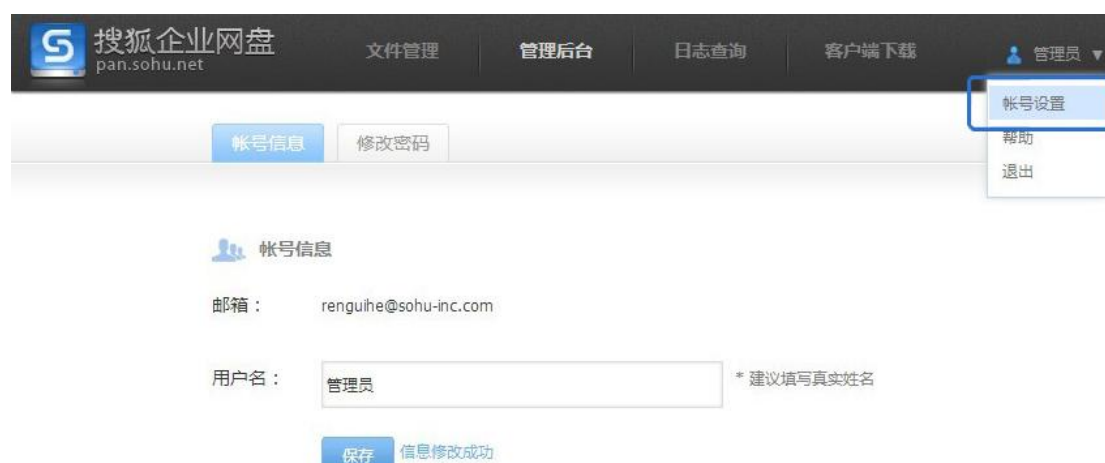 搜狐企业网盘
pan.sohu.net
文件管理 管理后台 日志查询 客户端下载 管理员 ▼
帐号设置
帮助
退出
帐号信息 修改密码
帐号信息
邮箱： renguihe@sohu-inc.com
用户名： 管理员 * 建议填写真实姓名
保存 信息修改成功